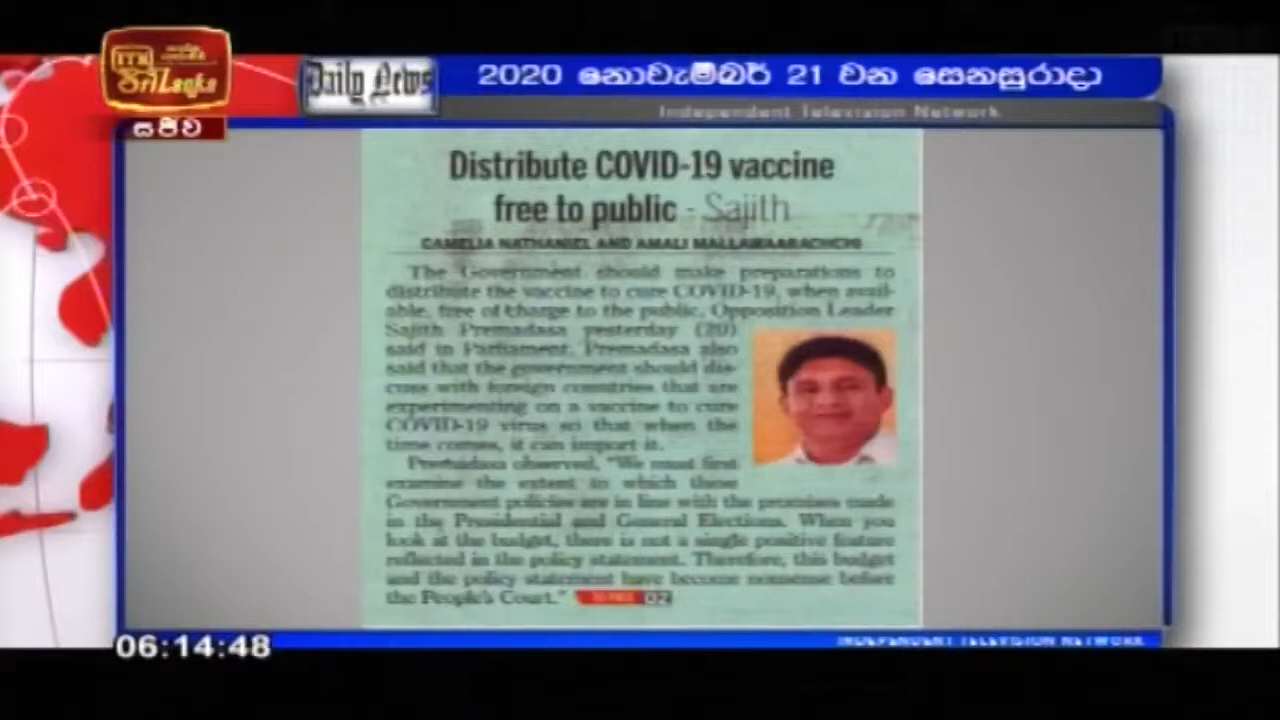 ITN
Sri Lanka
සජීව
Daily News
2020 නොවැම්බර් 21 වන සෙනසුරාදා
Independent Television Network
Distribute COVID-19 vaccine
free to public - Sajith
CAMELIA NATHANIEL AND AMALI MALLAWAARACHCHI
The Government should make preparations to
distribute the vaccine to cure COVID-19, when avail-
able, free of charge to the public, Opposition Leader
Sajith Premadasa yesterday (20)
said in Parliament. Premadasa also
said that the government should dis-
cuss with foreign countries that are
experimenting on a vaccine to cure
COVID-19 virus so that when the
time comes, it can import it.
Premadasa observed, "We must first
examine the extent to which these
Government policies are in line with the promises made
in the Presidential and General Elections. When you
look at the budget, there is not a single positive feature
reflected in the policy statement. Therefore, this budget
and the policy statement have become nonsense before
the People's Court."
02
INDEPENDENT TELEVISION NETWORK
06:14:48